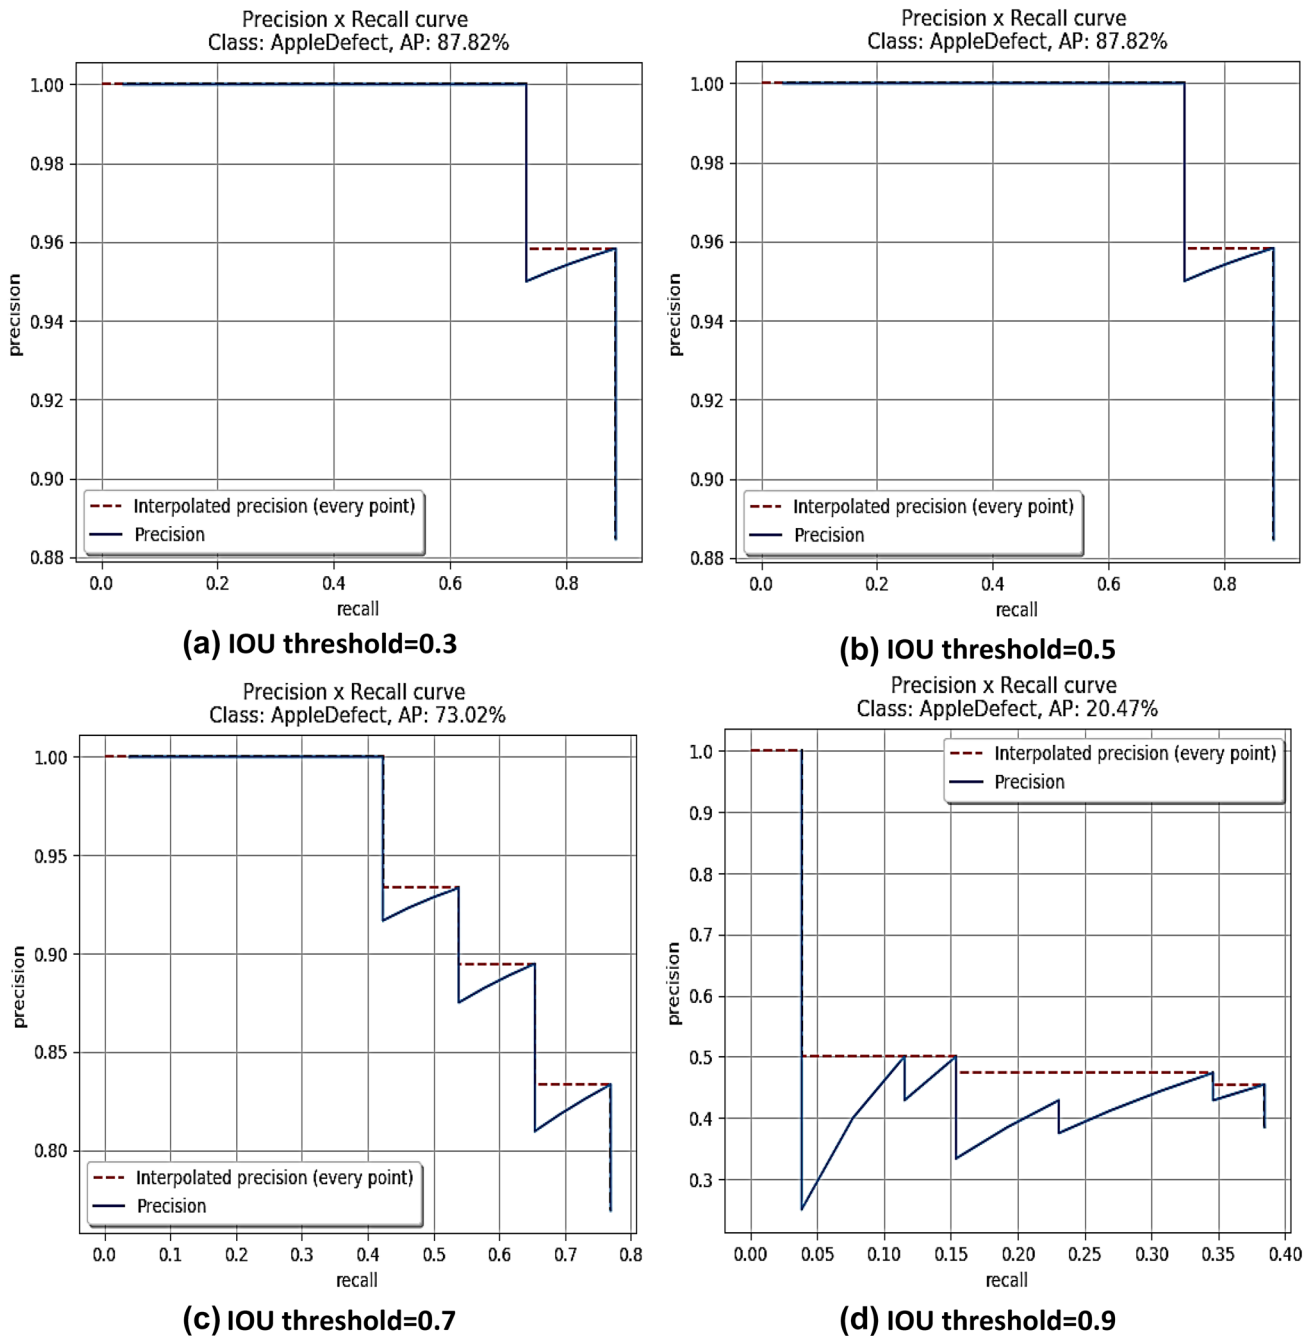 Precision x Recall curve
Class: AppleDefect, AP: 87.82%
1.00
0.98
0.96
0.94
0.92
0.90
0.88
precision
Interpolated precision (every point)
Precision
0.0 0.2 0.4 0.6 0.8
recall
(a) IOU threshold=0.3
Precision x Recall curve
Class: AppleDefect, AP: 87.82%
1.00
0.98
0.96
0.94
0.92
0.90
0.88
precision
Interpolated precision (every point)
Precision
0.0 0.2 0.4 0.6 0.8
recall
(b) IOU threshold=0.5
Precision x Recall curve
Class: AppleDefect, AP: 73.02%
1.00
0.95
0.90
0.85
0.80
precision
Interpolated precision (every point)
Precision
0.0 0.1 0.2 0.3 0.4 0.5 0.6 0.7 0.8
recall
(c) IOU threshold=0.7
Precision x Recall curve
Class: AppleDefect, AP: 20.47%
Interpolated precision (every point)
Precision
1.0
0.9
0.8
0.7
0.6
0.5
0.4
0.3
precision
0.00 0.05 0.10 0.15 0.20 0.25 0.30 0.35 0.40
recall
(d) IOU threshold=0.9